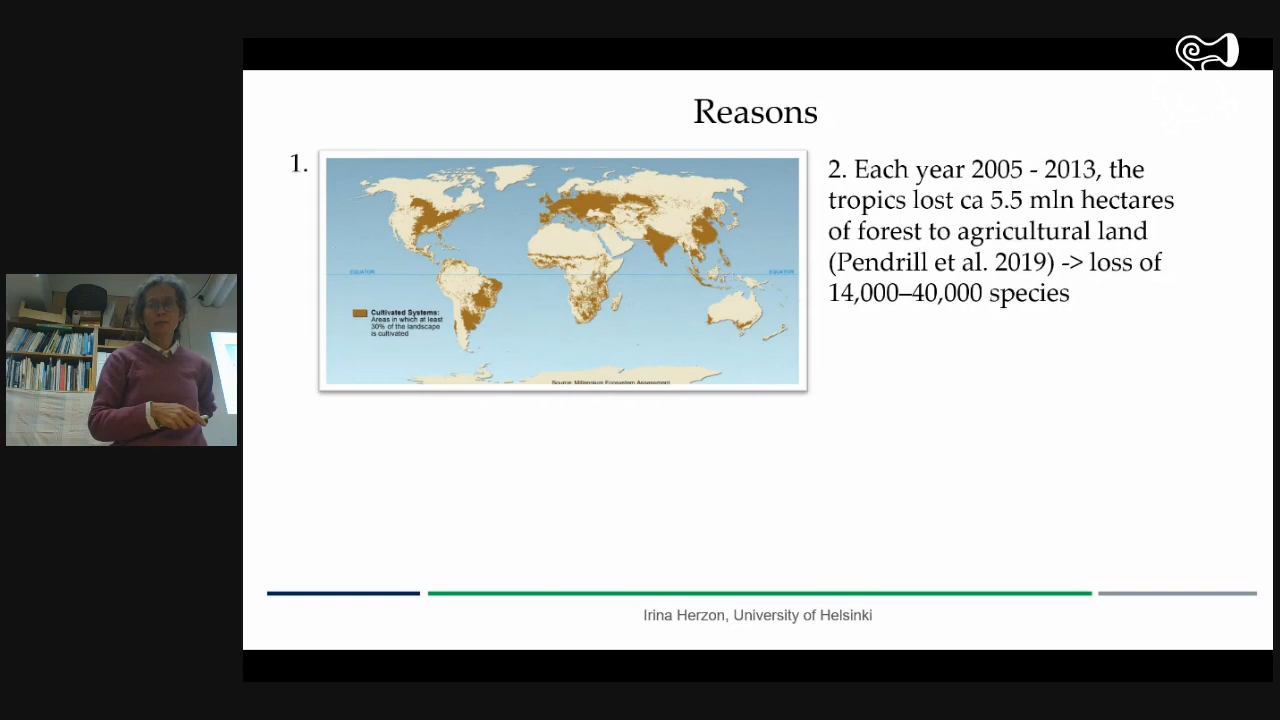 Reasons
1.
EQUATOR
EQUATOR
Cultivated Systems:
Areas in which at least
30% of the landscape
is cultivated
Source: Millennium Ecosystem Assessment
2. Each year 2005 - 2013, the
tropics lost ca 5.5 mln hectares
of forest to agricultural land
(Pendrill et al. 2019) -> loss of
14,000–40,000 species
Irina Herzon, University of Helsinki